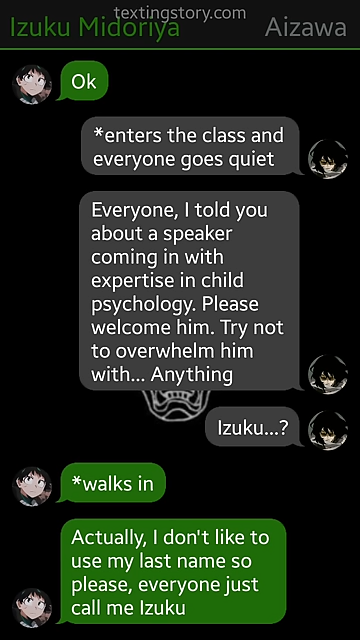 textingstory.com
Izuku Midoriya Aizawa
Ok
*enters the class and
everyone goes quiet
Everyone, I told you
about a speaker
coming in with
expertise in child
psychology. Please
welcome him. Try not
to overwhelm him
with... Anything
Izuku...?
*walks in
Actually, I don't like to
use my last name so
please, everyone just
call me Izuku